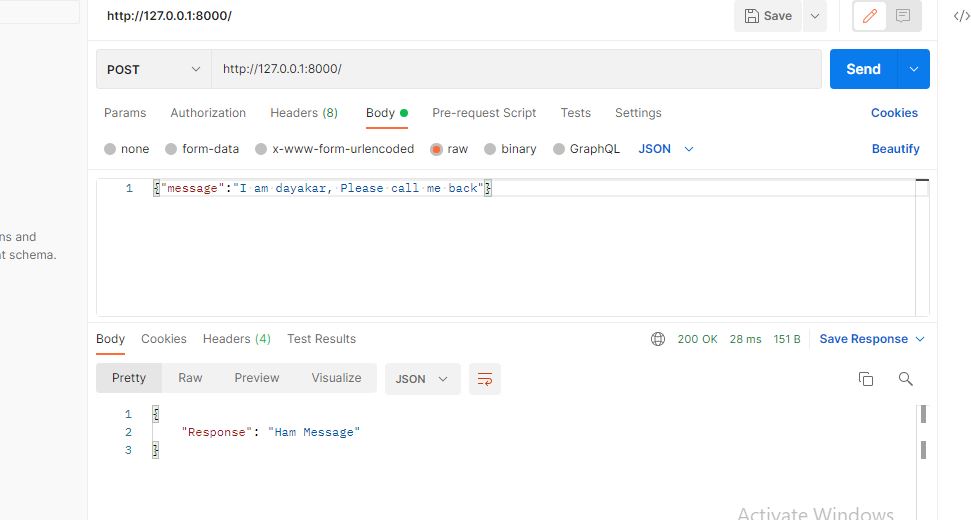 http://127.0.0.1:8000/
Save
</>
POST
http://127.0.0.1:8000/
Send
Params Authorization Headers (8) Body Pre-request Script Tests Settings Cookies
none form-data x-www-form-urlencoded raw binary GraphQL JSON Beautify
1 {"message":"I am dayakar, Please call me back"}
and
schema.
Body Cookies Headers (4) Test Results 200 OK 28 ms 151 B Save Response
Pretty Raw Preview Visualize JSON
1 {
2 "Response": "Ham Message"
3 }
Activate Windows